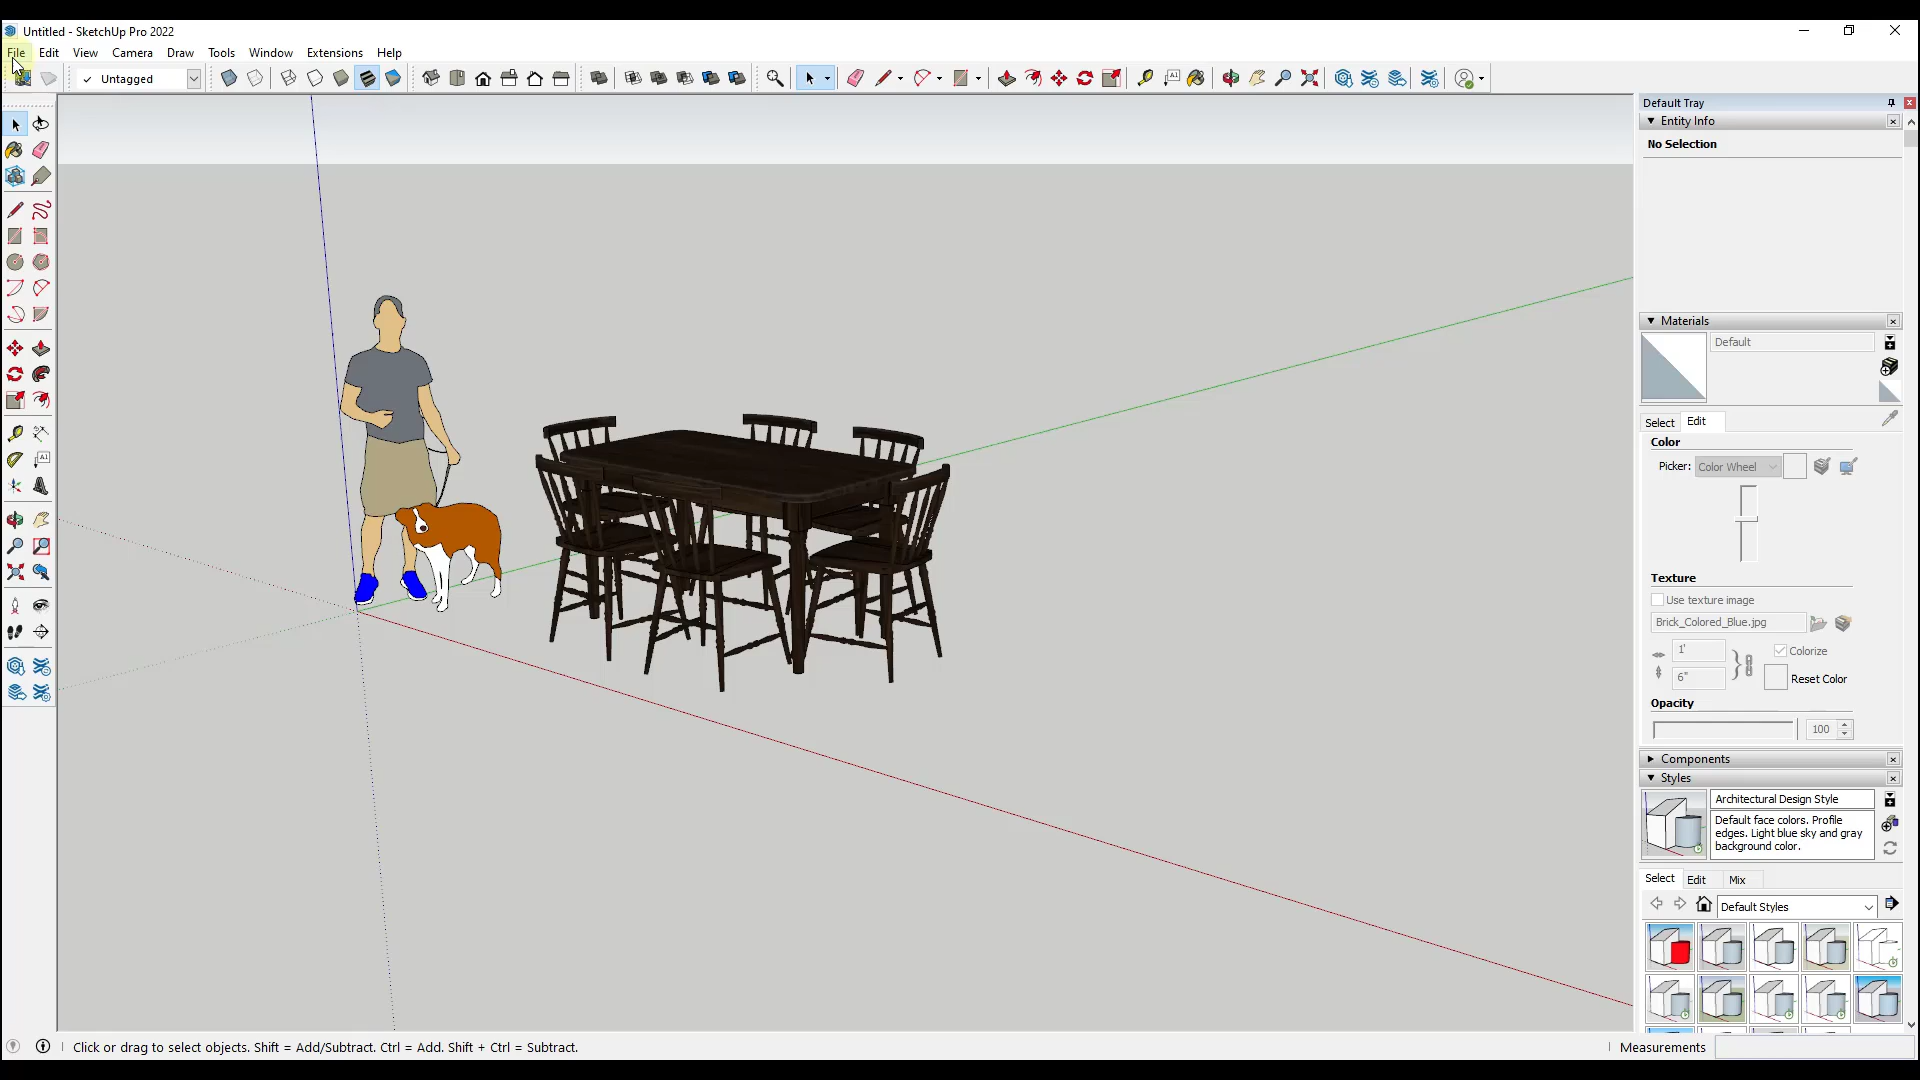 Untitled - SketchUp Pro 2022
File Edit View Camera Draw Tools Window Extensions Help
Untagged
Default Tray
Entity Info
No Selection
Materials
Default
Select Edit
Color
Picker: Color Wheel
Texture
Use texture image
Brick_Colored_Blue.jpg
1'
Colorize
6"
Reset Color
Opacity
100
Components
Styles
Architectural Design Style
Default face colors. Profile
edges. Light blue sky and gray
background color.
Select Edit Mix
Default Styles
Click or drag to select objects. Shift = Add/Subtract. Ctrl = Add. Shift + Ctrl = Subtract.
Measurements